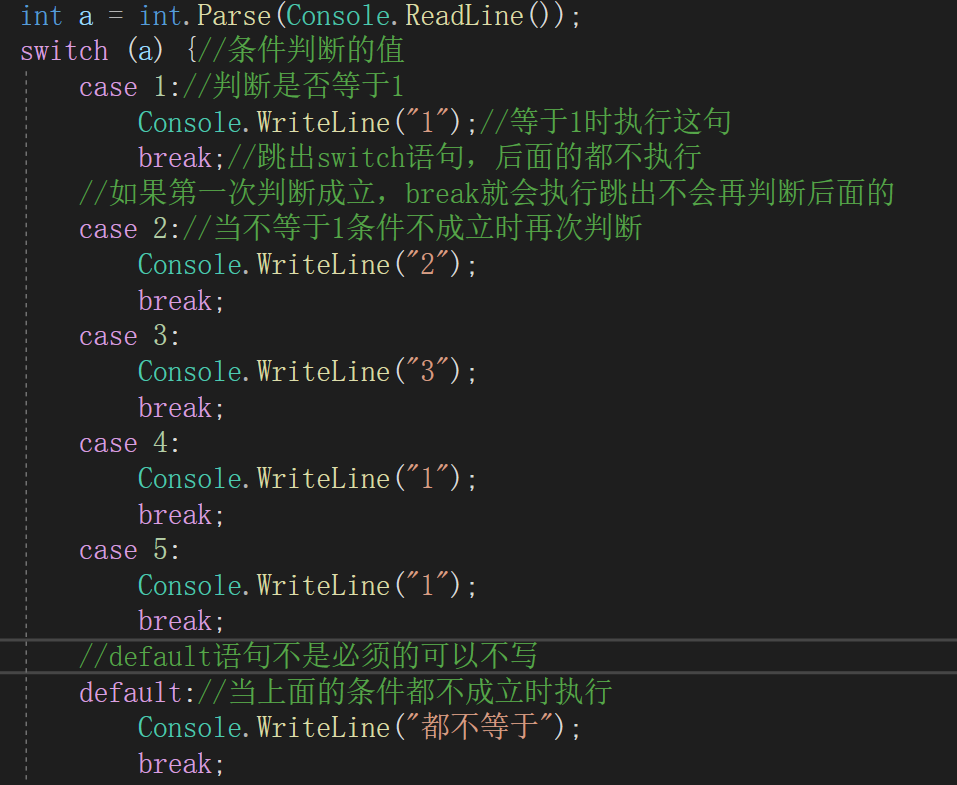 int a = int.Parse(Console.ReadLine());
switch (a) {//条件判断的值
case 1://判断是否等于1
Console.WriteLine("1");//等于1时执行这句
break;//跳出switch语句，后面的都不执行
//如果第一次判断成立，break就会执行跳出不会再判断后面的
case 2://当不等于1条件不成立时再次判断
Console.WriteLine("2");
break;
case 3:
Console.WriteLine("3");
break;
case 4:
Console.WriteLine("1");
break;
case 5:
Console.WriteLine("1");
break;
//default语句不是必须的可以不写
default://当上面的条件都不成立时执行
Console.WriteLine("都不等于");
break;